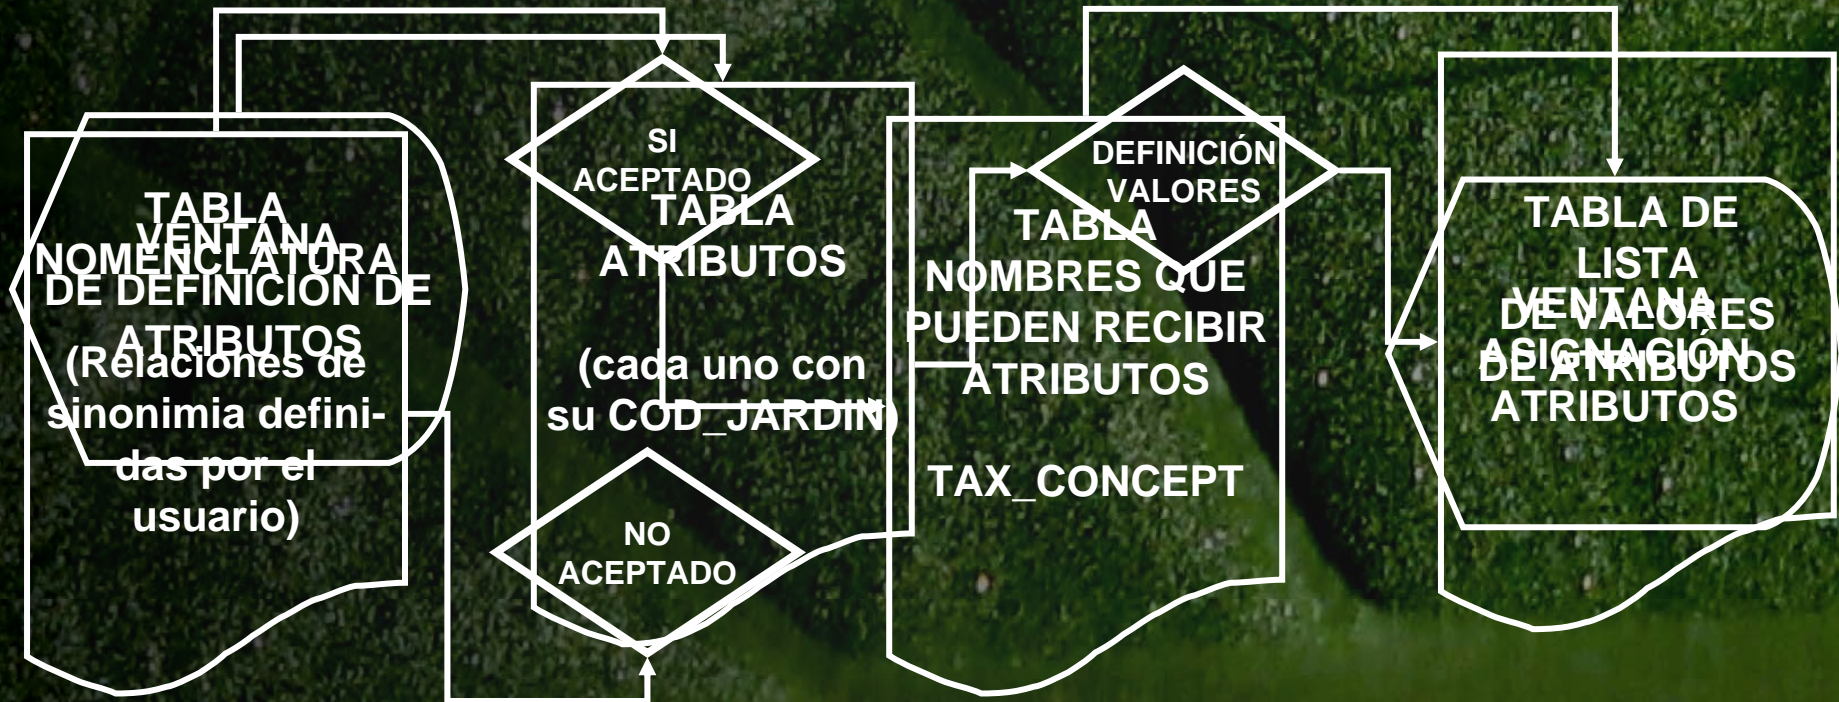 TABLA
NOMENCLATURA
(Relaciones de
sinonimia defini-
das por el
usuario)
VENTANA
DE DEFINICIÓN DE
ATRIBUTOS
SI
ACEPTADO
TABLA
ATRIBUTOS
(cada uno con
su COD_JARDIN)
NO
ACEPTADO
TABLA
NOMBRES QUE
PUEDEN RECIBIR
ATRIBUTOS
TAX_CONCEPT
DEFINICIÓN
VALORES
TABLA DE
LISTA
DE VALORES
DE ATRIBUTOS
VENTANA
ASIGNACIÓN
ATRIBUTOS